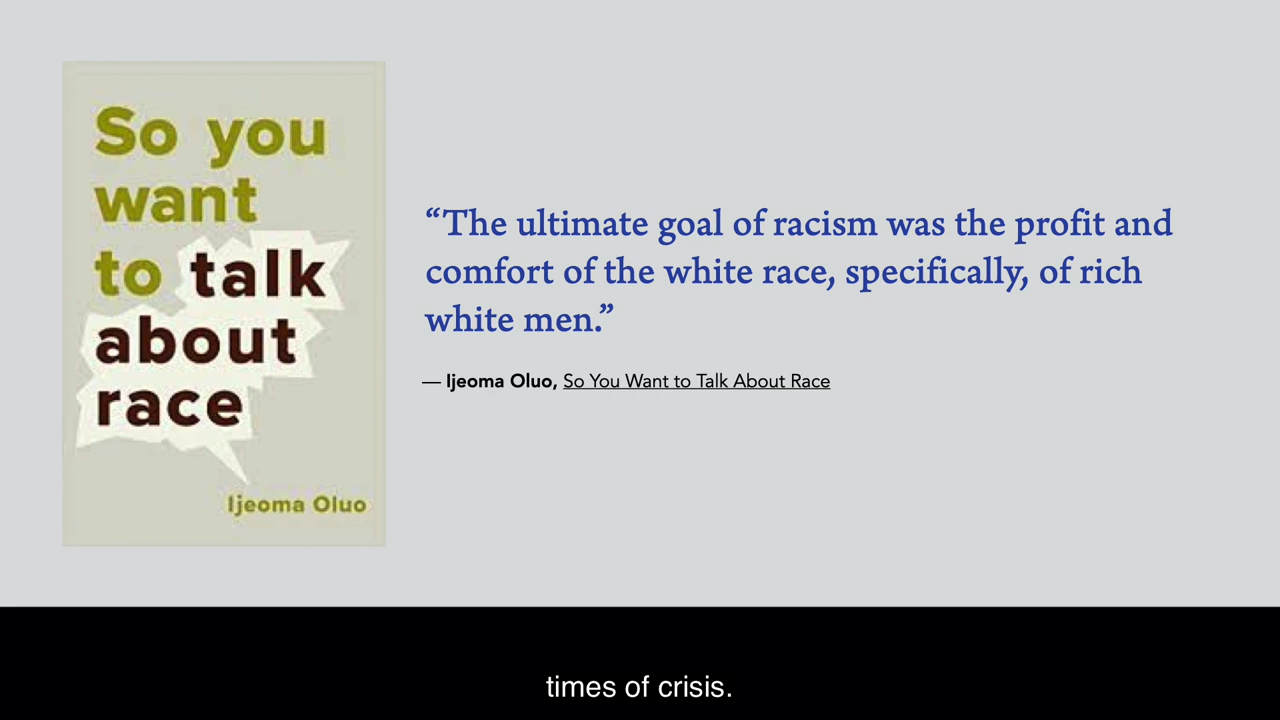 So you
want
to talk
about
race
Ijeoma Oluo
“The ultimate goal of racism was the profit and
comfort of the white race, specifically, of rich
white men.”
— Ijeoma Oluo, So You Want to Talk About Race
times of crisis.